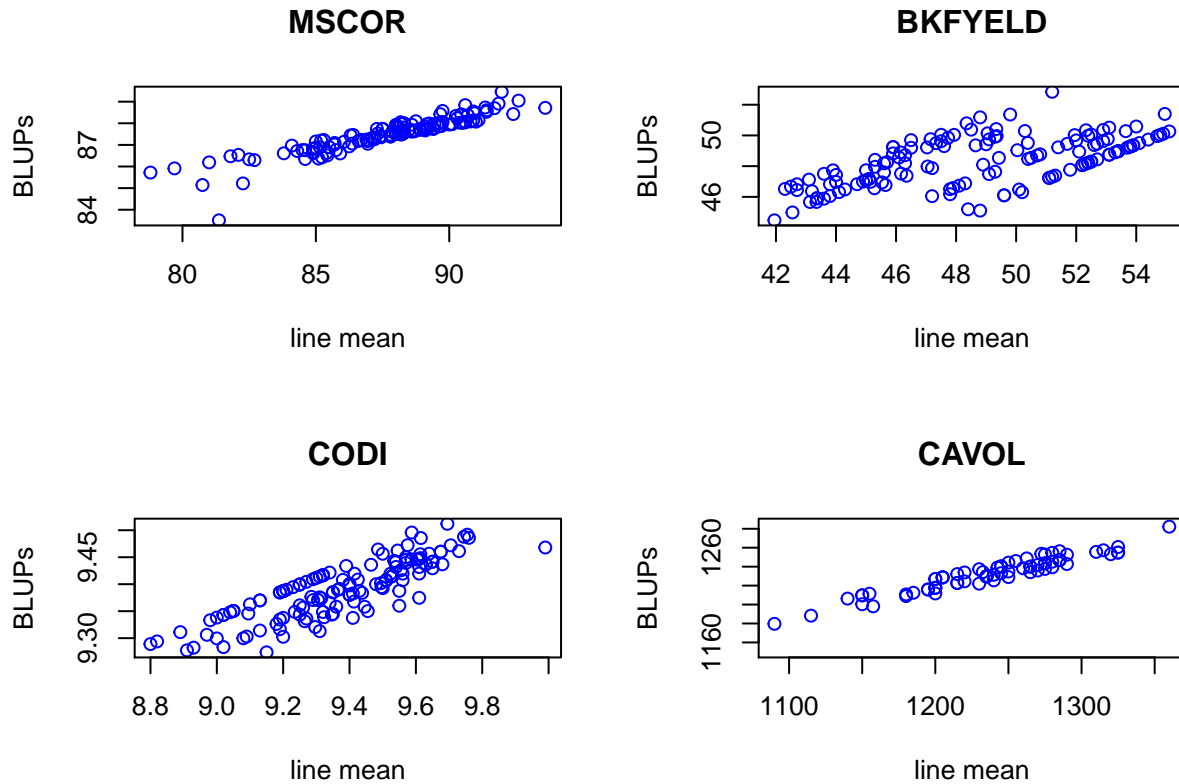 MSCOR
BLUPs
84
87
80
85
90
line mean
BKFYELD
BLUPs
46
50
42
44
46
48
50
52
54
line mean
CODI
BLUPs
9.30
9.45
8.8
9.0
9.2
9.4
9.6
9.8
line mean
CAVOL
BLUPs
1160
1260
1100
1200
1300
line mean